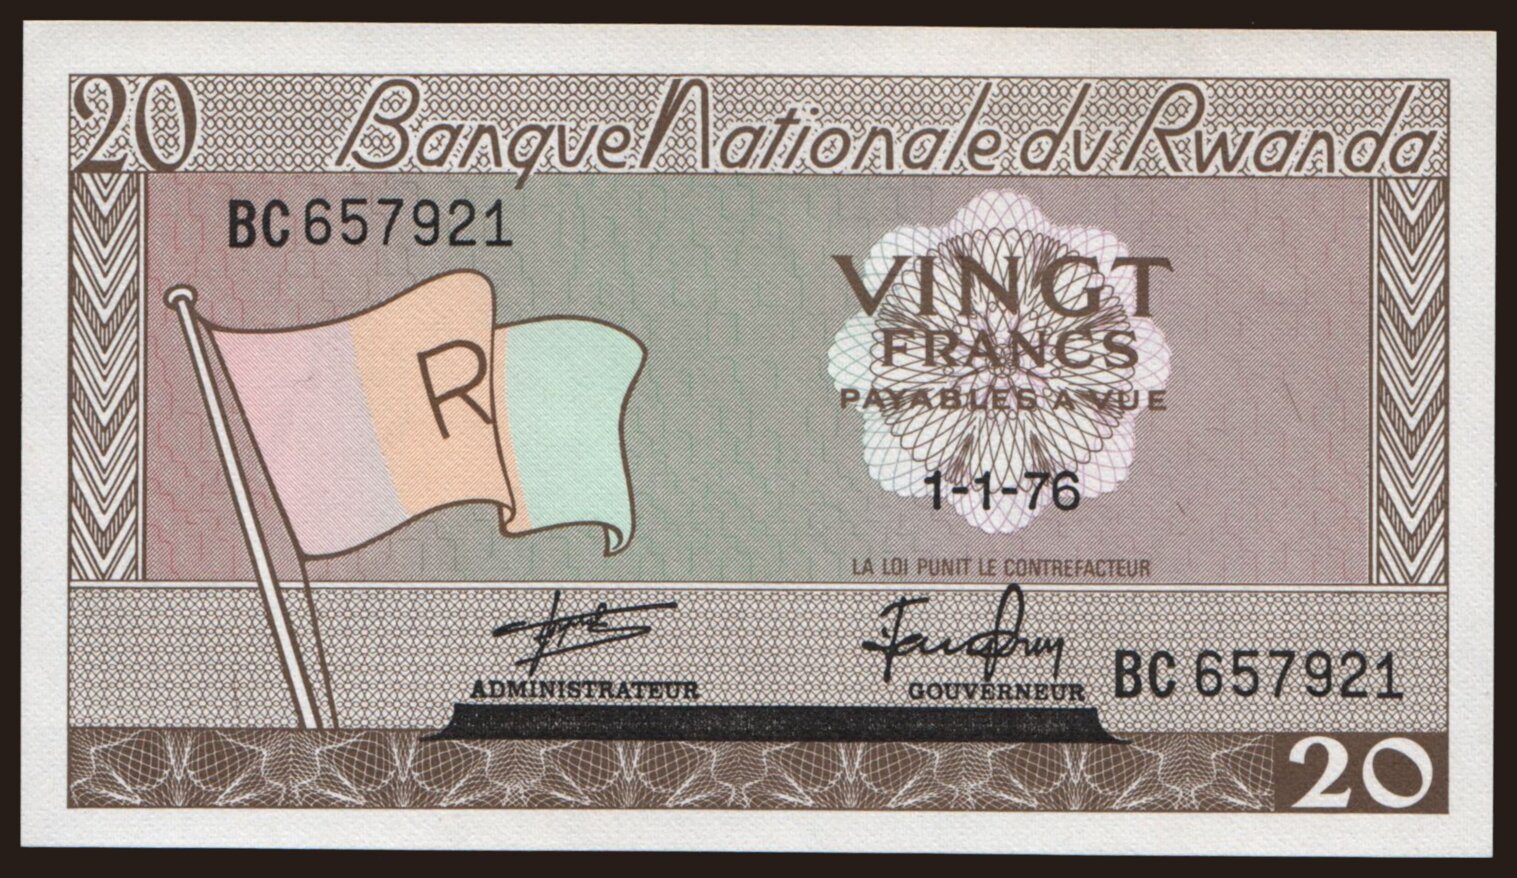 20 Banque Nationale du Rwanda
BC 657921
R
VINGT
FRANCS
PAYABLES A VUE
1-1-76
LA LOI PUNIT LE CONTREFACTEUR
ADMINISTRATEUR
GOUVERNEUR
BC 657921
20